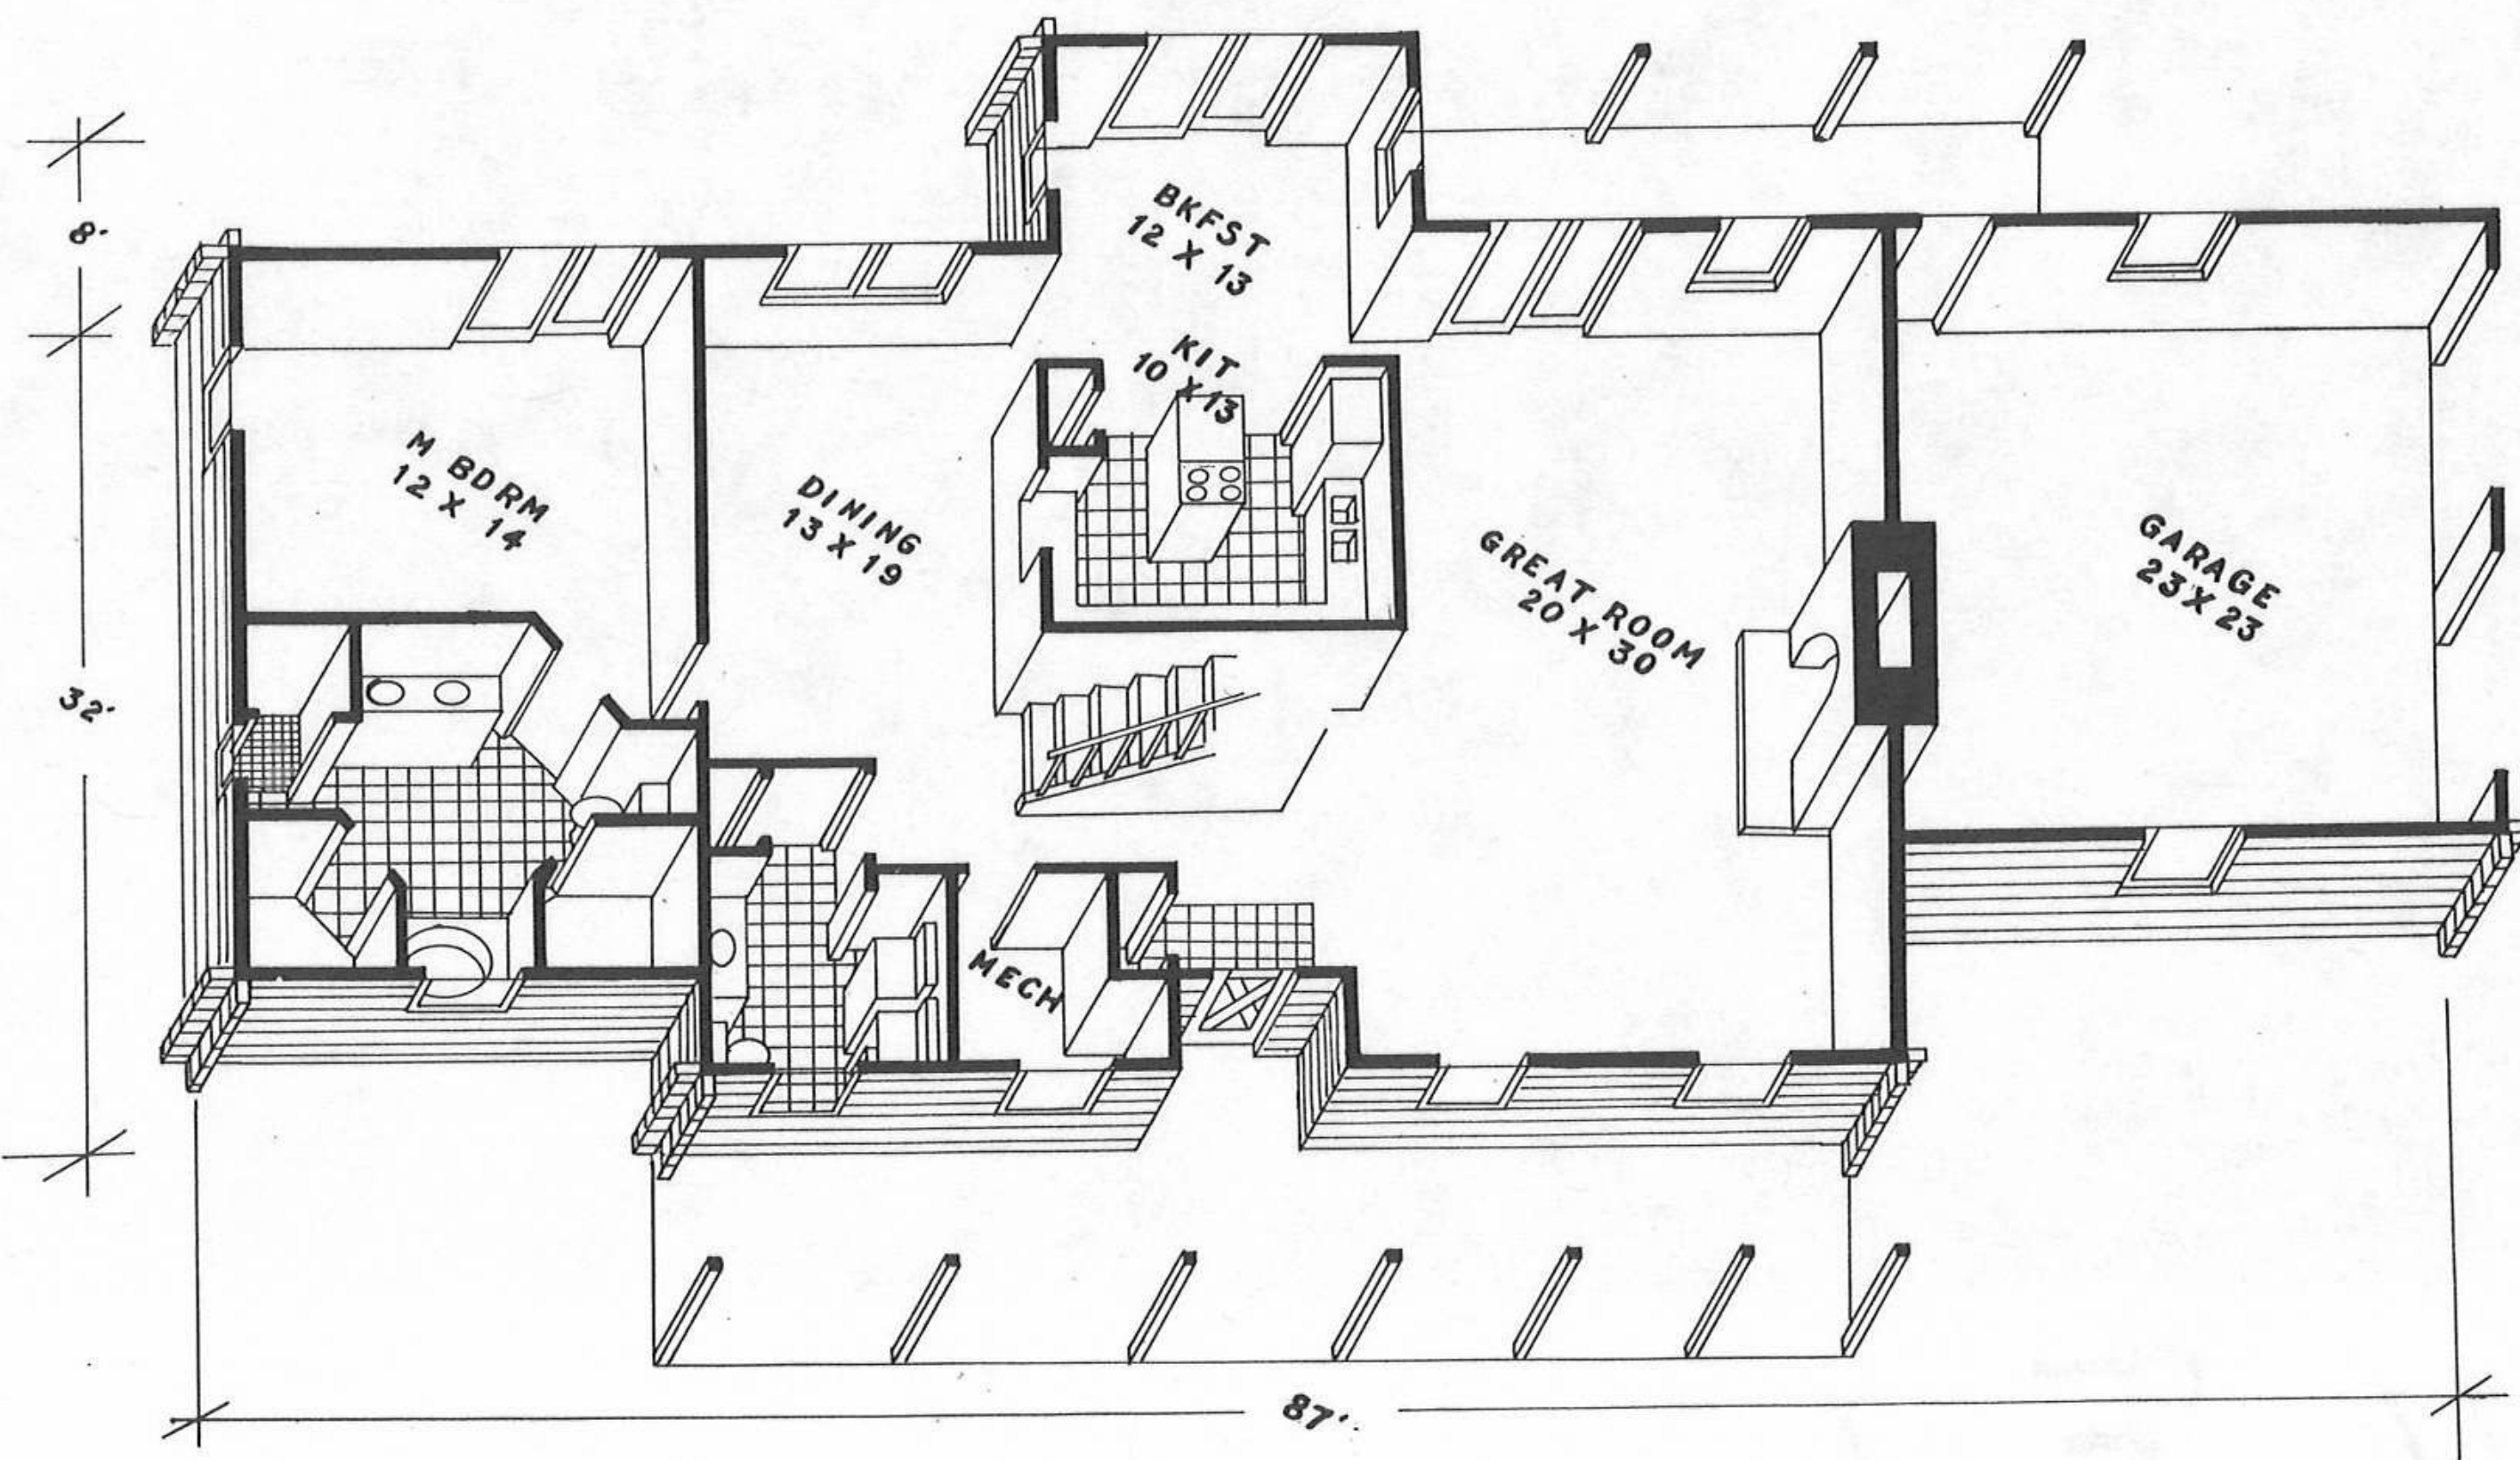 8'
32'
BKFST
12 X 13
KIT
10 X 13
M BDRM
12 X 14
DINING
13 X 19
GREAT ROOM
20 X 30
GARAGE
23 X 23
MECH
87'